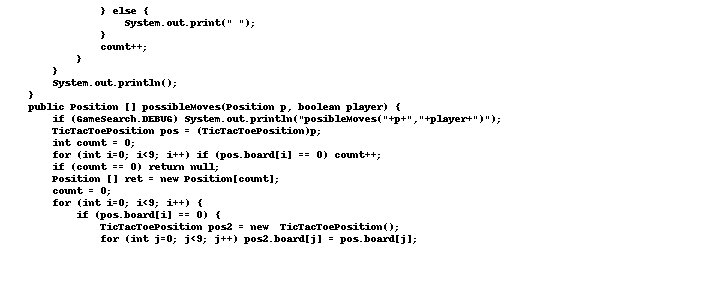 } else {
System.out.print(" ");
}
count++;
}
}
System.out.println();
}
public Position [] possibleMoves(Position p, boolean player) {
if (GameSearch.DEBUG) System.out.println("posibleMoves("+p+","+player+")");
TicTacToePosition pos = (TicTacToePosition)p;
int count = 0;
for (int i=0; i<9; i++) if (pos.board[i] == 0) count++;
if (count == 0) return null;
Position [] ret = new Position[count];
count = 0;
for (int i=0; i<9; i++) {
if (pos.board[i] == 0) {
TicTacToePosition pos2 = new  TicTacToePosition();
for (int j=0; j<9; j++) pos2.board[j] = pos.board[j];